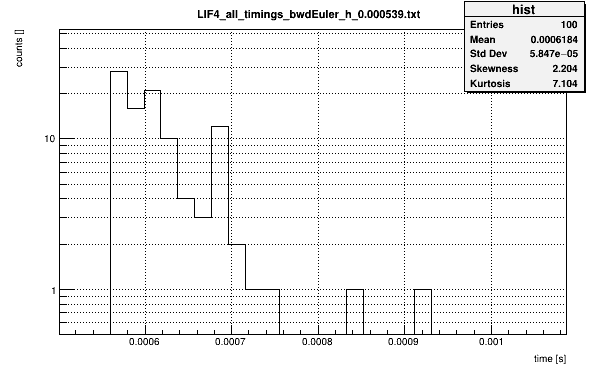 LIF4_all_timings_bwdEuler_h_0.000539.txt
hist
Entries 100
Mean 0.0006184
Std Dev 5.847e−05
Skewness 2.204
Kurtosis 7.104
counts []
10
1
0.0006 0.0007 0.0008 0.0009 0.001
time [s]